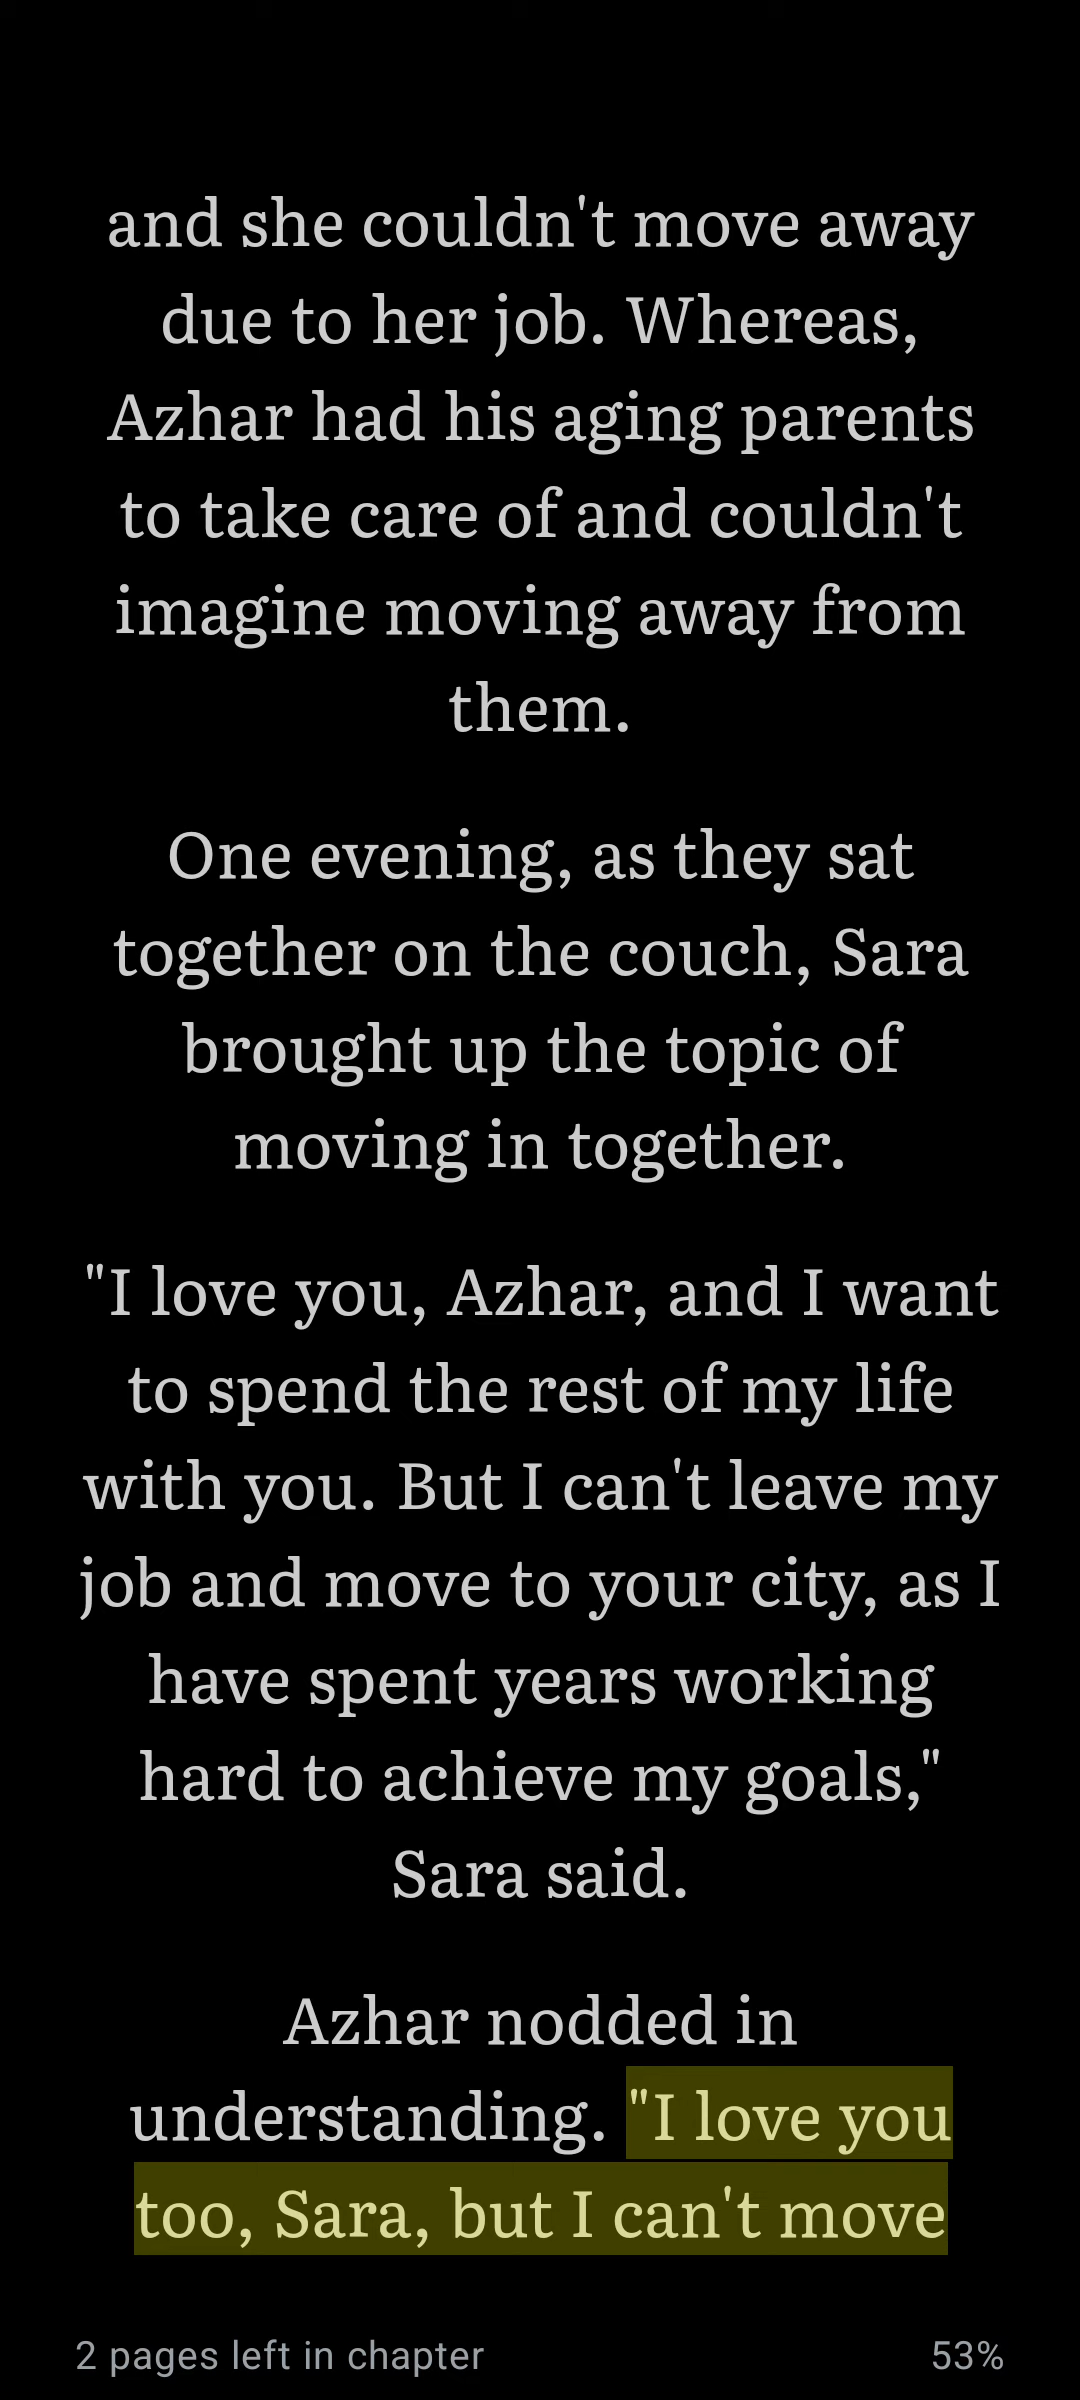 and she couldn't move away
due to her job. Whereas,
Azhar had his aging parents
to take care of and couldn't
imagine moving away from
them.
One evening, as they sat
together on the couch, Sara
brought up the topic of
moving in together.
"I love you, Azhar, and I want
to spend the rest of my life
with you. But I can't leave my
job and move to your city, as I
have spent years working
hard to achieve my goals,"
Sara said.
Azhar nodded in
understanding. "I love you
too, Sara, but I can't move
2 pages left in chapter 53%